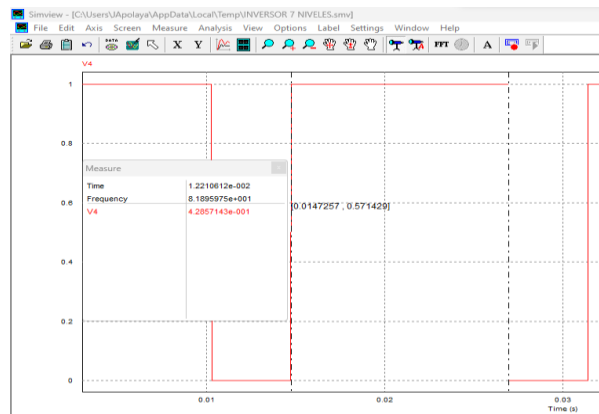 Simview - [C:\Users\JApolaya\AppData\Local\Temp\INVERSOR 7 NIVELES.smv]
File Edit Axis Screen Measure Analysis View Options Label Settings Window Help
DATA X Y FFT A
V4
1
0.8
Measure
Time 1.2210612e-002
Frequency 8.1895975e+001
V4 4.2857143e-001
[0.0147257 , 0.571429]
0.6
0.4
0.2
0
0.01 0.02 0.03
Time (s)